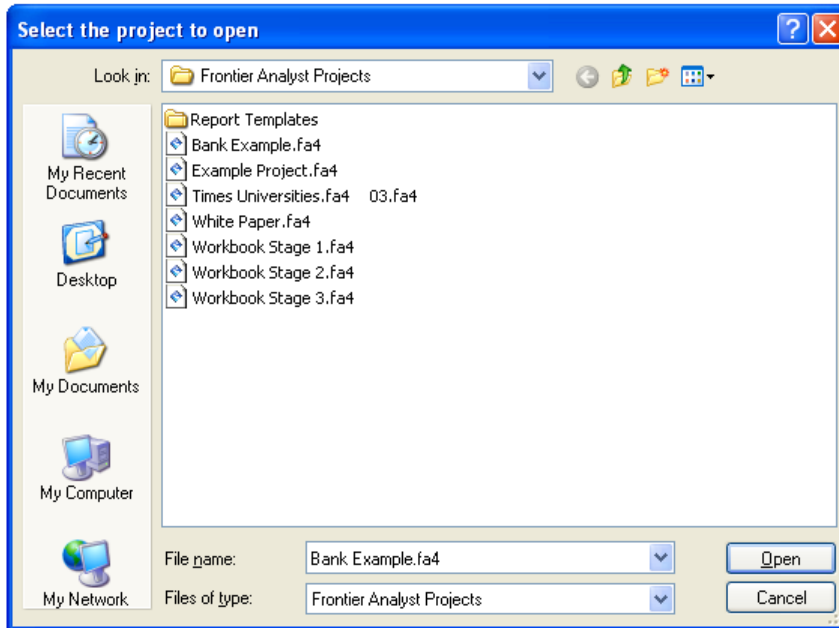 Select the project to open
Look in: Frontier Analyst Projects
My Recent
Documents
Desktop
My Documents
My Computer
My Network
Report Templates
Bank Example.fa4
Example Project.fa4
Times Universities.fa4 03.fa4
White Paper.fa4
Workbook Stage 1.fa4
Workbook Stage 2.fa4
Workbook Stage 3.fa4
File name: Bank Example.fa4 Open
Files of type: Frontier Analyst Projects Cancel